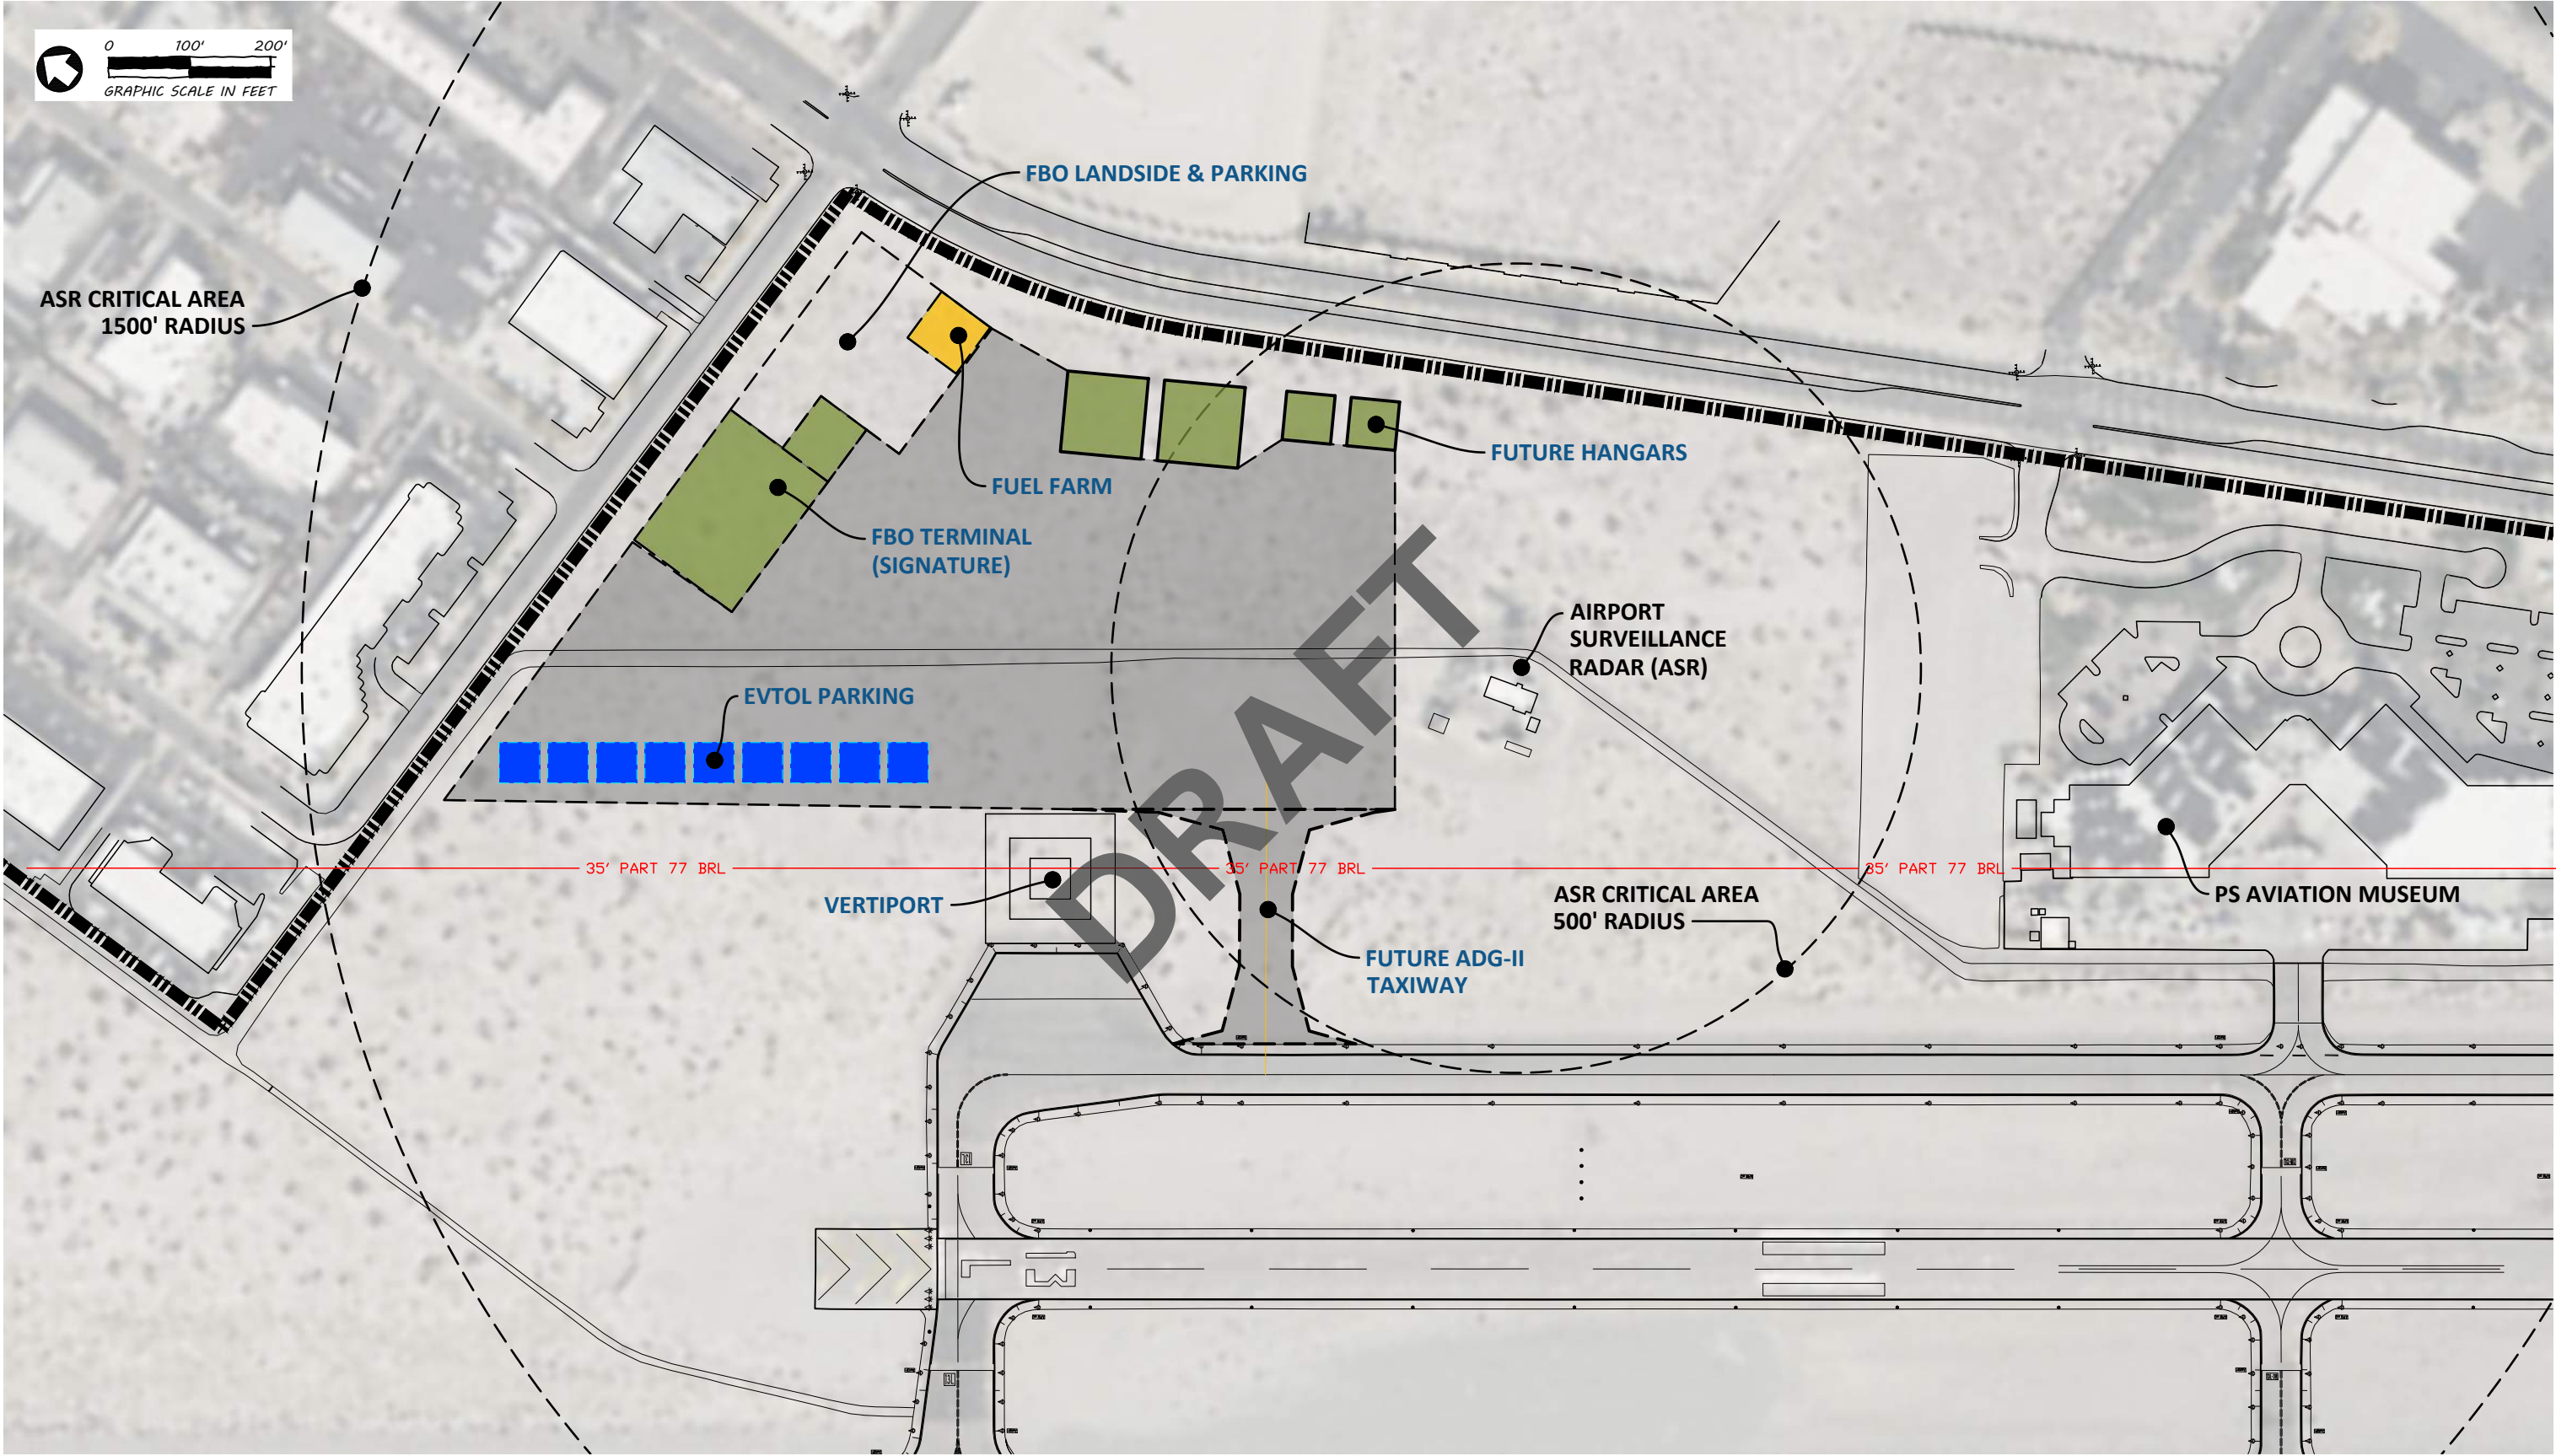 0 100' 200'
GRAPHIC SCALE IN FEET
FBO LANDSIDE & PARKING
ASR CRITICAL AREA
1500' RADIUS
FUTURE HANGARS
FUEL FARM
FBO TERMINAL
(SIGNATURE)
AIRPORT
SURVEILLANCE
RADAR (ASR)
EVTOL PARKING
DRAFT
35' PART 77 BRL
35' PART 77 BRL
35' PART 77 BRL
VERTIPORT
ASR CRITICAL AREA
500' RADIUS
PS AVIATION MUSEUM
FUTURE ADG-II
TAXIWAY
13
L